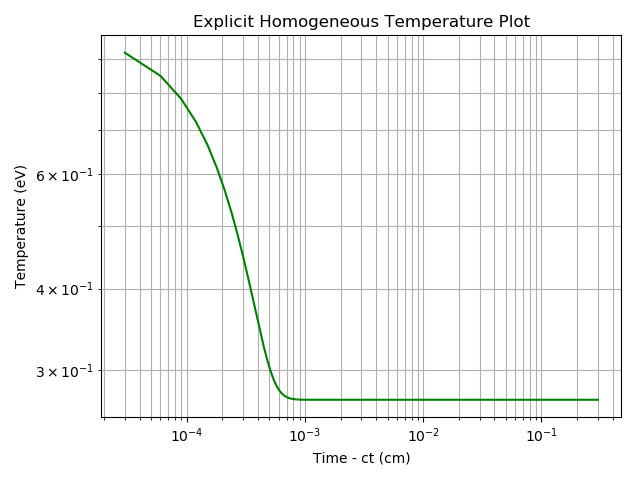 Explicit Homogeneous Temperature Plot
Temperature (eV)
6 × 10⁻¹
4 × 10⁻¹
3 × 10⁻¹
10⁻⁴ 10⁻³ 10⁻² 10⁻¹
Time - ct (cm)